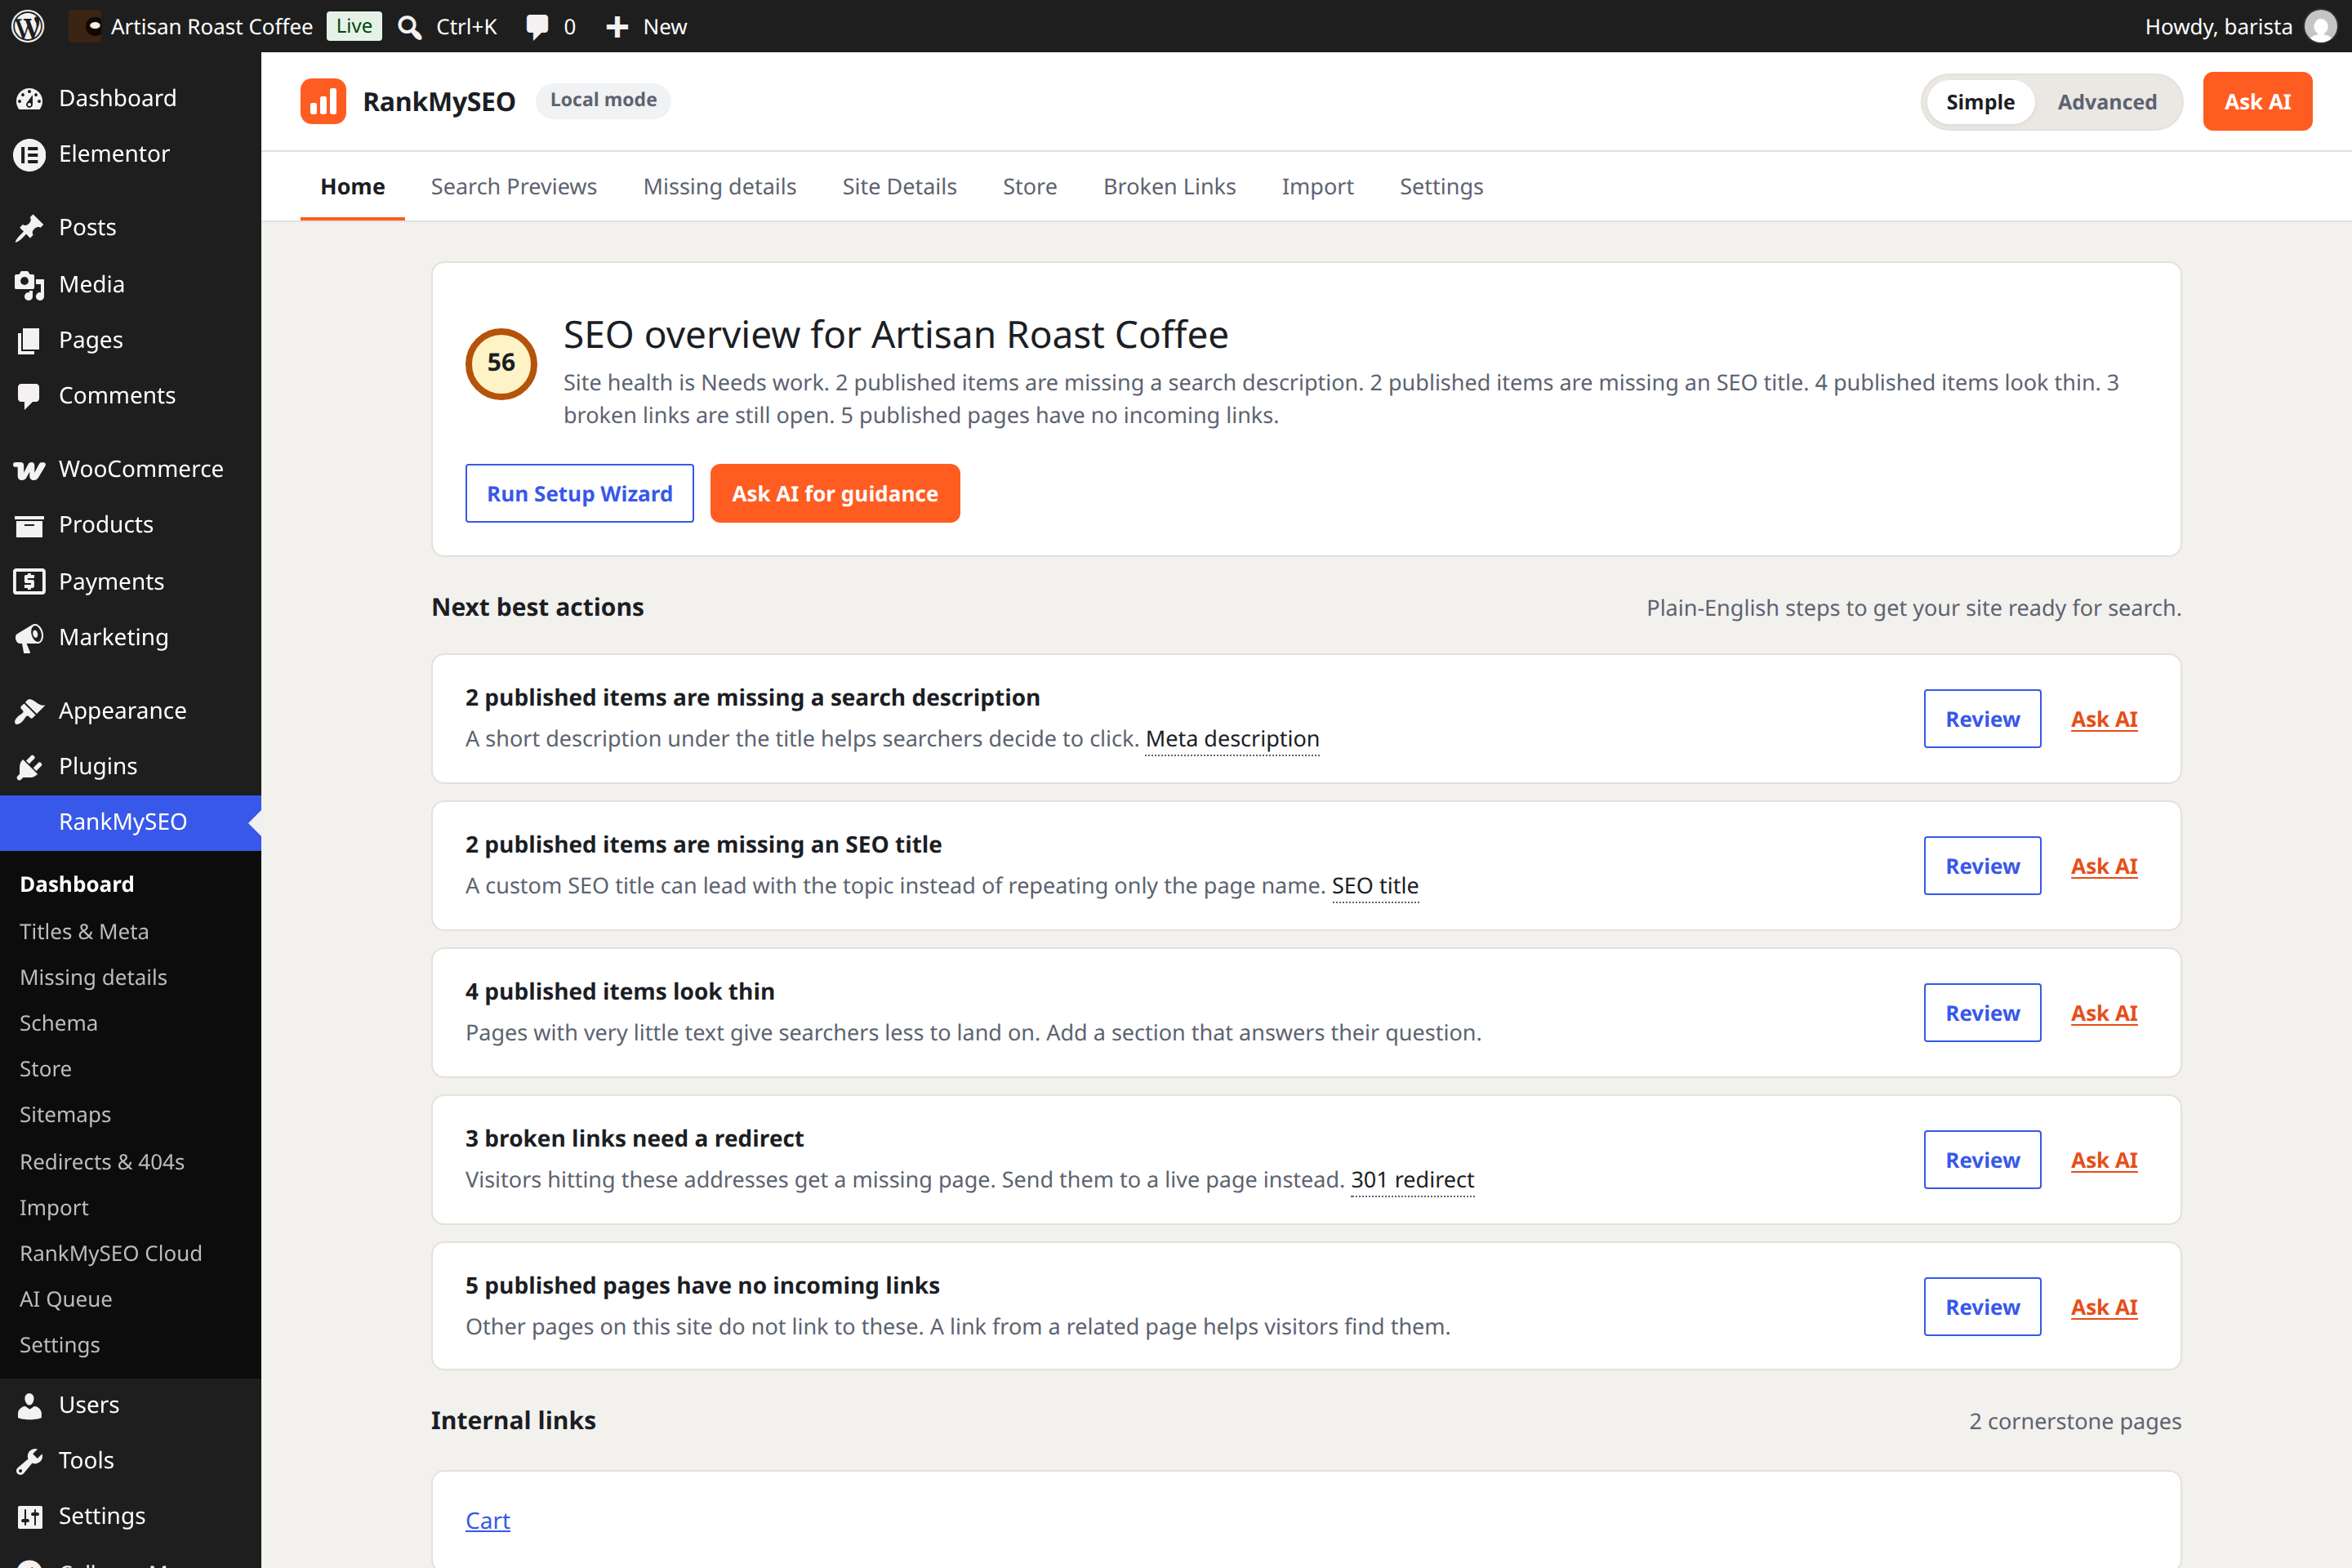 Artisan Roast Coffee Live Ctrl+K 0 New Howdy, barista
Dashboard
Elementor
Posts
Media
Pages
Comments
WooCommerce
Products
Payments
Marketing
Appearance
Plugins
RankMySEO
Dashboard
Titles & Meta
Missing details
Schema
Store
Sitemaps
Redirects & 404s
Import
RankMySEO Cloud
AI Queue
Settings
Users
Tools
Settings
RankMySEO Local mode Simple Advanced Ask AI
Home Search Previews Missing details Site Details Store Broken Links Import Settings
56
SEO overview for Artisan Roast Coffee
Site health is Needs work. 2 published items are missing a search description. 2 published items are missing an SEO title. 4 published items look thin. 3
broken links are still open. 5 published pages have no incoming links.
Run Setup Wizard Ask AI for guidance
Next best actions Plain-English steps to get your site ready for search.
2 published items are missing a search description
A short description under the title helps searchers decide to click. Meta description
Review Ask AI
2 published items are missing an SEO title
A custom SEO title can lead with the topic instead of repeating only the page name. SEO title
Review Ask AI
4 published items look thin
Pages with very little text give searchers less to land on. Add a section that answers their question.
Review Ask AI
3 broken links need a redirect
Visitors hitting these addresses get a missing page. Send them to a live page instead. 301 redirect
Review Ask AI
5 published pages have no incoming links
Other pages on this site do not link to these. A link from a related page helps visitors find them.
Review Ask AI
Internal links 2 cornerstone pages
Cart